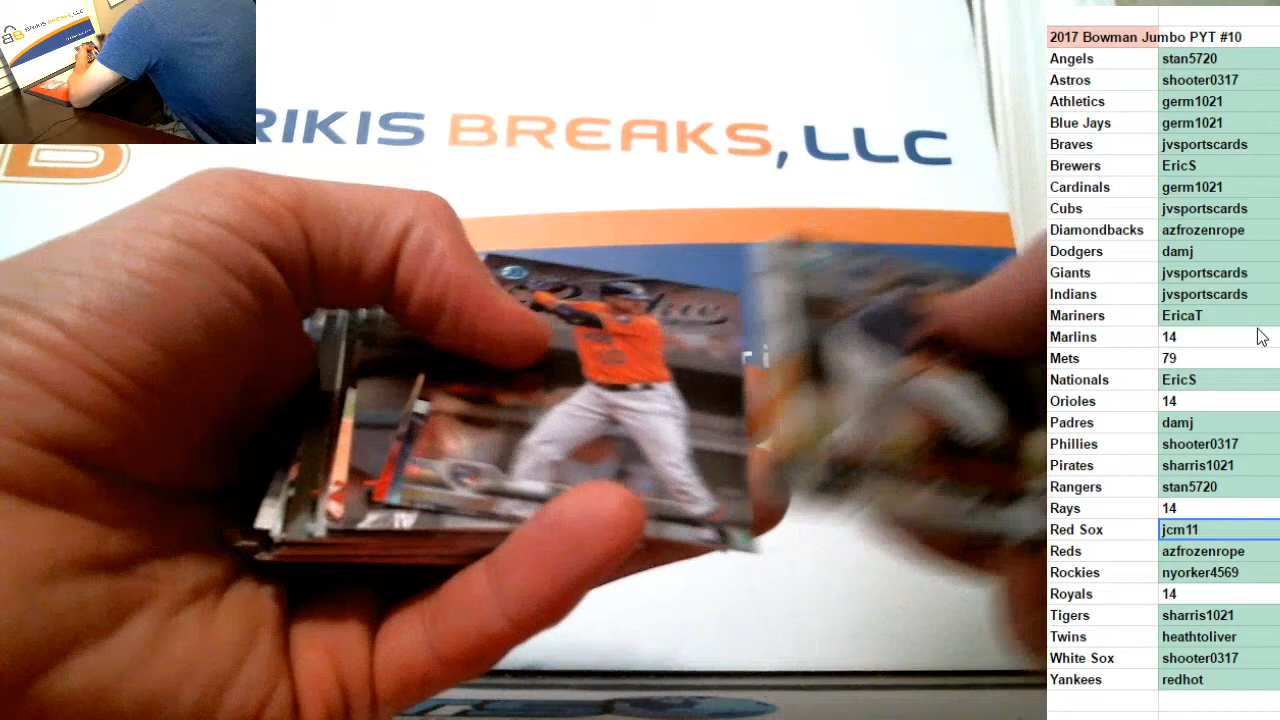 BRIKIS BREAKS, LLC
RIKIS BREAKS, LLC
2017 Bowman Jumbo PYT #10
Angels stan5720
Astros shooter0317
Athletics germ1021
Blue Jays germ1021
Braves jvsportscards
Brewers EricS
Cardinals germ1021
Cubs jvsportscards
Diamondbacks azfrozenrope
Dodgers damj
Giants jvsportscards
Indians jvsportscards
Mariners EricaT
Marlins 14
Mets 79
Nationals EricS
Orioles 14
Padres damj
Phillies shooter0317
Pirates sharris1021
Rangers stan5720
Rays 14
Red Sox jcm11
Reds azfrozenrope
Rockies nyorker4569
Royals 14
Tigers sharris1021
Twins heathtoliver
White Sox shooter0317
Yankees redhot